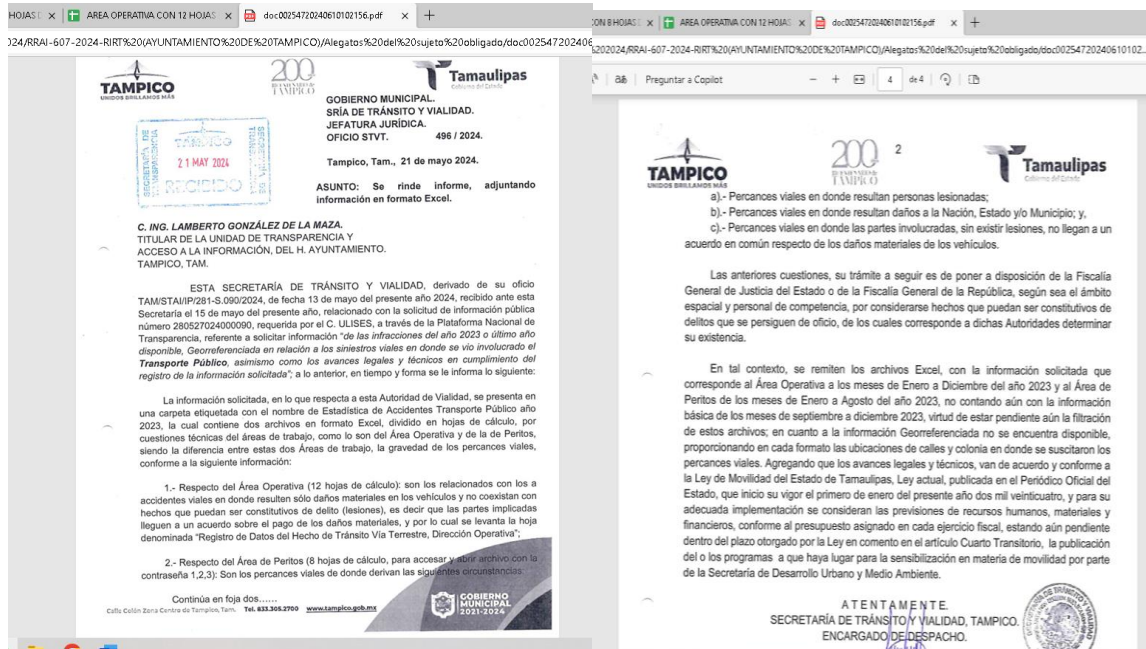 HOJAS D
AREA OPERATIVA CON 12 HOJAS
doc00254720240610102156.pdf
024/RRAI-607-2024-RIRT%20(AYUNTAMIENTO%20DE%20TAMPICO)/Alegatos%20del%20sujeto%20obligado/doc002547202406
TAMPICO
UNIDOS BRILLAMOS MÁS
200
TAMPICO
Tamaulipas
Gobierno del Estado
GOBIERNO MUNICIPAL.
SRÍA DE TRÁNSITO Y VIALIDAD.
JEFATURA JURÍDICA.
OFICIO STVT. 496 / 2024.
SECRETARÍA DE TRANSPARENCIA
TAMPICO
21 MAY 2024
RECIBIDO
Tampico, Tam., 21 de mayo 2024.
ASUNTO: Se rinde informe, adjuntando
información en formato Excel.
C. ING. LAMBERTO GONZÁLEZ DE LA MAZA.
TITULAR DE LA UNIDAD DE TRANSPARENCIA Y
ACCESO A LA INFORMACIÓN, DEL H. AYUNTAMIENTO.
TAMPICO, TAM.
ESTA SECRETARÍA DE TRÁNSITO Y VIALIDAD, derivado de su oficio
TAM/STAI/IP/281-S.090/2024, de fecha 13 de mayo del presente año 2024, recibido ante esta
Secretaría el 15 de mayo del presente año, relacionado con la solicitud de información pública
número 280527024000090, requerida por el C. ULISES, a través de la Plataforma Nacional de
Transparencia, referente a solicitar información "de las infracciones del año 2023 o último año
disponible, Georreferenciada en relación a los siniestros viales en donde se vio involucrado el
Transporte Público, asimismo como los avances legales y técnicos en cumplimiento del
registro de la información solicitada"; a lo anterior, en tiempo y forma se le informa lo siguiente:
La información solicitada, en lo que respecta a esta Autoridad de Vialidad, se presenta en
una carpeta etiquetada con el nombre de Estadística de Accidentes Transporte Público año
2023, la cual contiene dos archivos en formato Excel, dividido en hojas de cálculo, por
cuestiones técnicas del áreas de trabajo, como lo son del Área Operativa y de la de Peritos,
siendo la diferencia entre estas dos Áreas de trabajo, la gravedad de los percances viales,
conforme a la siguiente información:
1.- Respecto del Área Operativa (12 hojas de cálculo): son los relacionados con los a
accidentes viales en donde resulten sólo daños materiales en los vehículos y no coexistan con
hechos que puedan ser constitutivos de delito (lesiones), es decir que las partes implicadas
lleguen a un acuerdo sobre el pago de los daños materiales, y por lo cual se levanta la hoja
denominada "Registro de Datos del Hecho de Tránsito Vía Terrestre, Dirección Operativa";
2.- Respecto del Área de Peritos (8 hojas de cálculo, para accesar y abrir archivo con la
contraseña 1,2,3): Son los percances viales de donde derivan las siguientes circunstancias:
Continúa en foja dos......
Calle Colón Zona Centro de Tampico, Tam. Tel. 833.305.2700 www.tampico.gob.mx
GOBIERNO
MUNICIPAL
2021-2024
CON 8 HOJAS
AREA OPERATIVA CON 12 HOJAS
doc00254720240610102156.pdf
%202024/RRAI-607-2024-RIRT%20(AYUNTAMIENTO%20DE%20TAMPICO)/Alegatos%20del%20sujeto%20obligado/doc00254720240610102...
Preguntar a Copilot
4
de 4
TAMPICO
UNIDOS BRILLAMOS MÁS
200
TAMPICO
2
Tamaulipas
Gobierno del Estado
a).- Percances viales en donde resultan personas lesionadas;
b).- Percances viales en donde resultan daños a la Nación, Estado y/o Municipio; y,
c).- Percances viales en donde las partes involucradas, sin existir lesiones, no llegan a un
acuerdo en común respecto de los daños materiales de los vehículos.
Las anteriores cuestiones, su trámite a seguir es de poner a disposición de la Fiscalía
General de Justicia del Estado o de la Fiscalía General de la República, según sea el ámbito
espacial y personal de competencia, por considerarse hechos que puedan ser constitutivos de
delitos que se persiguen de oficio, de los cuales corresponde a dichas Autoridades determinar
su existencia.
En tal contexto, se remiten los archivos Excel, con la información solicitada que
corresponde al Área Operativa a los meses de Enero a Diciembre del año 2023 y al Área de
Peritos de los meses de Enero a Agosto del año 2023, no contando aún con la información
básica de los meses de septiembre a diciembre 2023, virtud de estar pendiente aún la filtración
de estos archivos; en cuanto a la información Georreferenciada no se encuentra disponible,
proporcionando en cada formato las ubicaciones de calles y colonia en donde se suscitaron los
percances viales. Agregando que los avances legales y técnicos, van de acuerdo y conforme a
la Ley de Movilidad del Estado de Tamaulipas, Ley actual, publicada en el Periódico Oficial del
Estado, que inicio su vigor el primero de enero del presente año dos mil veinticuatro, y para su
adecuada implementación se consideran las previsiones de recursos humanos, materiales y
financieros, conforme al presupuesto asignado en cada ejercicio fiscal, estando aún pendiente
dentro del plazo otorgado por la Ley en comento en el artículo Cuarto Transitorio, la publicación
del o los programas a que haya lugar para la sensibilización en materia de movilidad por parte
de la Secretaría de Desarrollo Urbano y Medio Ambiente.
ATENTAMENTE.
SECRETARÍA DE TRÁNSITO Y VIALIDAD, TAMPICO.
ENCARGADO DE DESPACHO.